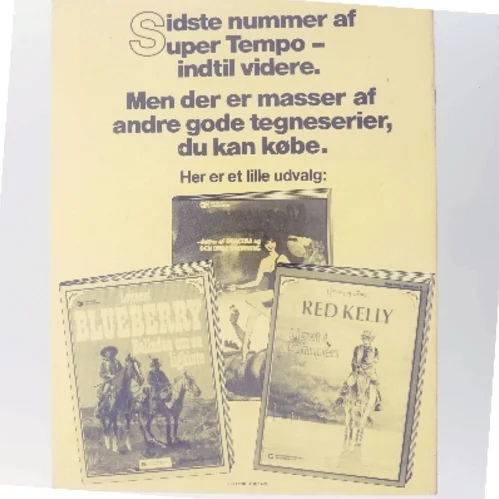 Sidste nummer af
Super Tempo –
indtil videre.
Men der er masser af
andre gode tegneserier,
du kan købe.
Her er et lille udvalg:
BLUEBERRY
RED KELLY